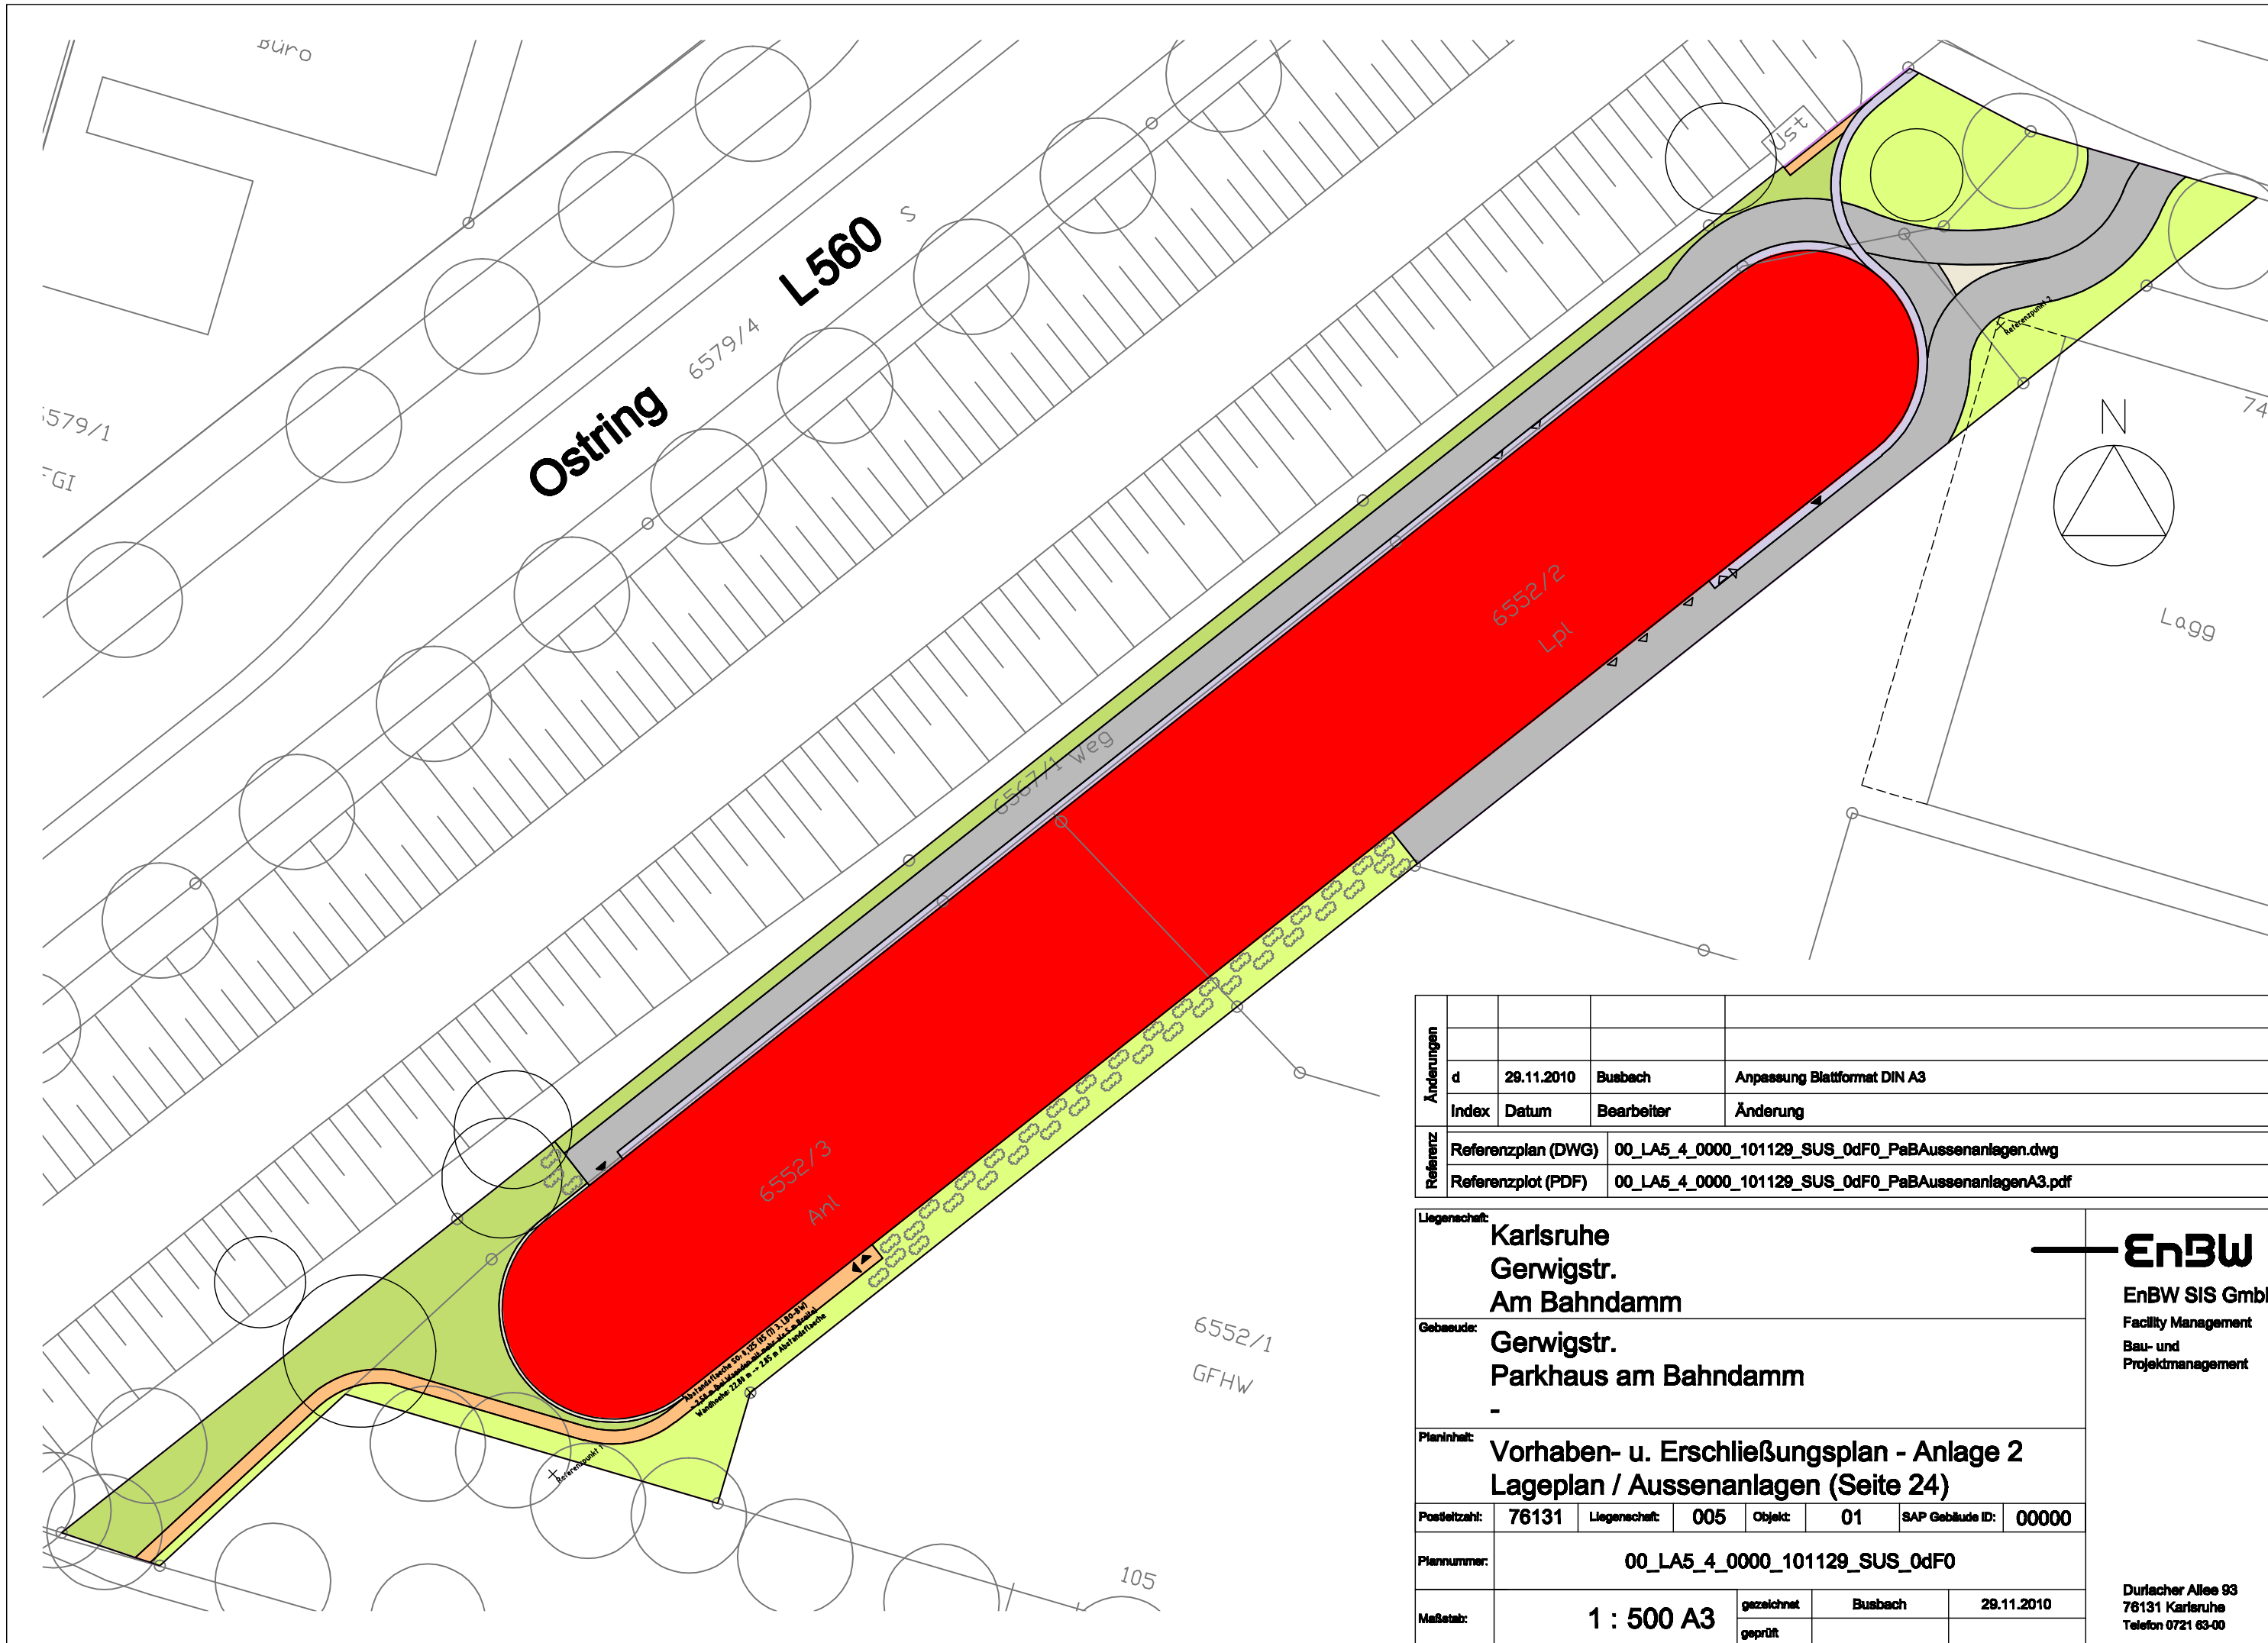 Büro
L560
S
6579/4
Ostring
FGI
Ust
Referenzpunkt 2
N
74
Lagg
6552/2
Lpl
6567/1 Weg
6552/3
Anl
6552/1
GFHW
Referenzpunkt 1
105
Änderungen
d 29.11.2010 Busbach Anpassung Blattformat DIN A3
Index Datum Bearbeiter Änderung
Referenz
Referenzplan (DWG) 00_LA5_4_0000_101129_SUS_0dF0_PaBAussenanlagen.dwg
Referenzplot (PDF) 00_LA5_4_0000_101129_SUS_0dF0_PaBAussenanlagenA3.pdf
Liegenschaft:
Karlsruhe
Gerwigstr.
Am Bahndamm
Gebaeude:
Gerwigstr.
Parkhaus am Bahndamm
-
Planinhalt:
Vorhaben- u. Erschließungsplan - Anlage 2
Lageplan / Aussenanlagen (Seite 24)
Postleitzahl: 76131 Liegenschaft: 005 Objekt: 01 SAP Gebäude ID: 00000
Plannummer: 00_LA5_4_0000_101129_SUS_0dF0
Maßstab: 1 : 500 A3
gezeichnet Busbach 29.11.2010
geprüft
EnBW
EnBW SIS
Facility Management
Bau- und
Projektmanagement
Durlacher Allee 93
76131 Karlsruhe
Telefon 0721 63-00